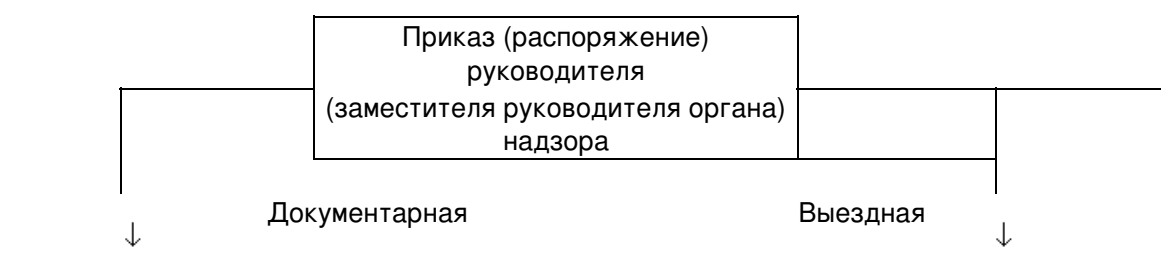 Приказ (распоряжение)
руководителя
(заместителя руководителя органа)
надзора
Документарная Выездная